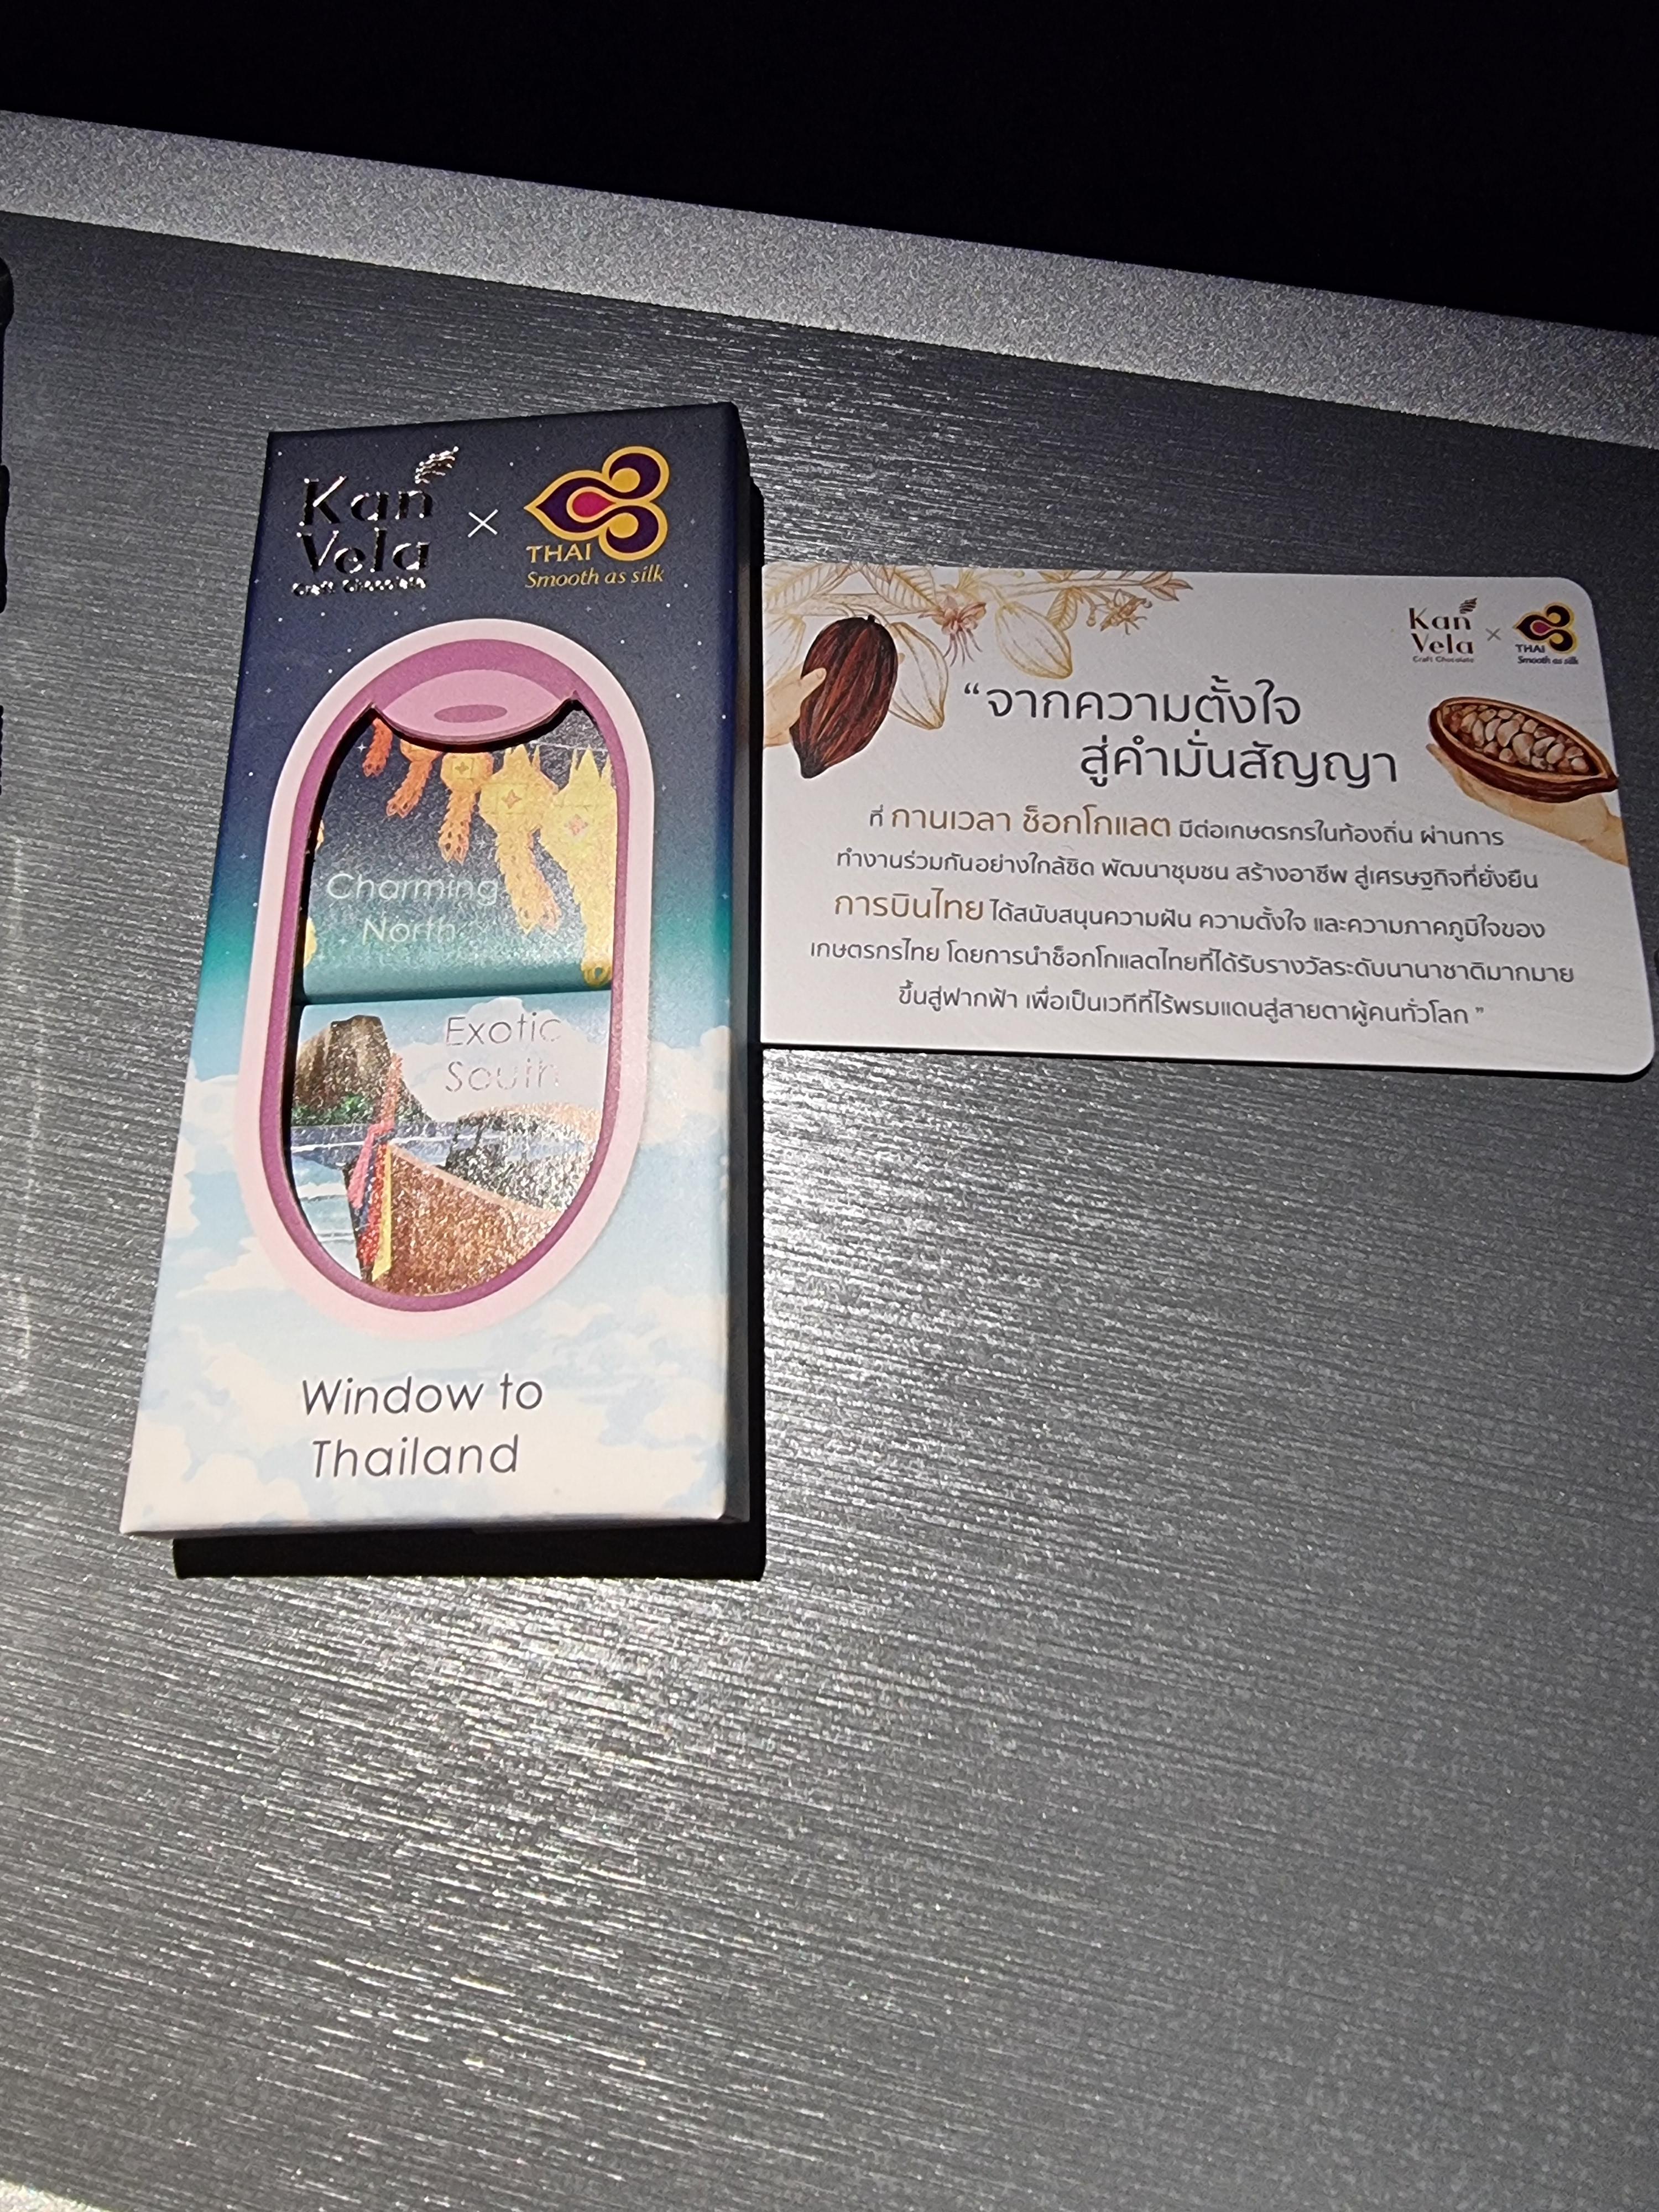 Kan
Vela
Craft Chocolate
×
THAI
Smooth as silk
Charming
North
Exotic
South
Window to
Thailand
Kan
Vela
Craft Chocolate
×
THAI
Smooth as silk
“จากความตั้งใจ
สู่คำมั่นสัญญา
ที่ กานเวลา ช็อกโกแลต มีต่อเกษตรกรในท้องถิ่น ผ่านการ
ทำงานร่วมกันอย่างใกล้ชิด พัฒนาชุมชน สร้างอาชีพ สู่เศรษฐกิจที่ยั่งยืน
การบินไทย ได้สนับสนุนความฝัน ความตั้งใจ และความภาคภูมิใจของ
เกษตรกรไทย โดยการนำช็อกโกแลตไทยที่ได้รับรางวัลระดับนานาชาติมากมาย
ขึ้นสู่ฟากฟ้า เพื่อเป็นเวทีที่ไร้พรมแดนสู่สายตาผู้คนทั่วโลก”